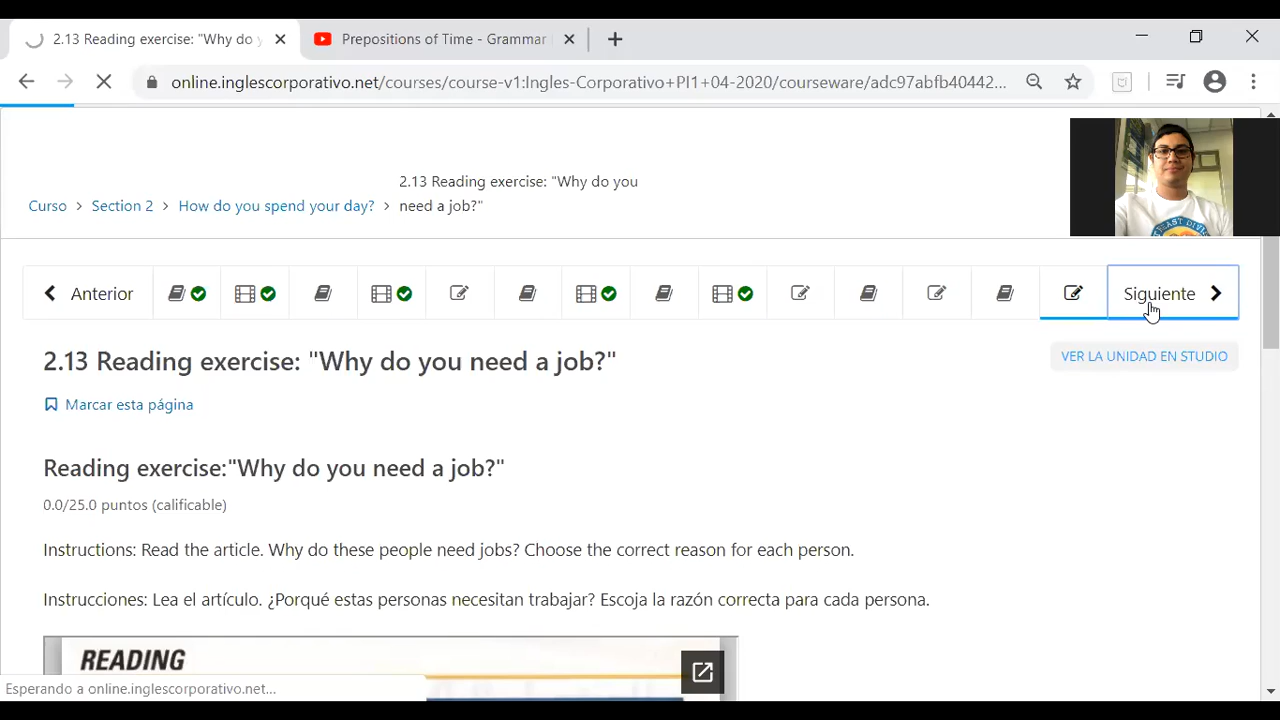 2.13 Reading exercise: "Why do y
Prepositions of Time - Grammar
online.inglescorporativo.net/courses/course-v1:Ingles-Corporativo+PI1+04-2020/courseware/adc97abfb40442...
Curso > Section 2 > How do you spend your day? > 2.13 Reading exercise: "Why do you
need a job?"
Anterior
Siguiente
2.13 Reading exercise: "Why do you need a job?"
VER LA UNIDAD EN STUDIO
Marcar esta página
Reading exercise:"Why do you need a job?"
0.0/25.0 puntos (calificable)
Instructions: Read the article. Why do these people need jobs? Choose the correct reason for each person.
Instrucciones: Lea el artículo. ¿Porqué estas personas necesitan trabajar? Escoja la razón correcta para cada persona.
READING
Esperando a online.inglescorporativo.net...